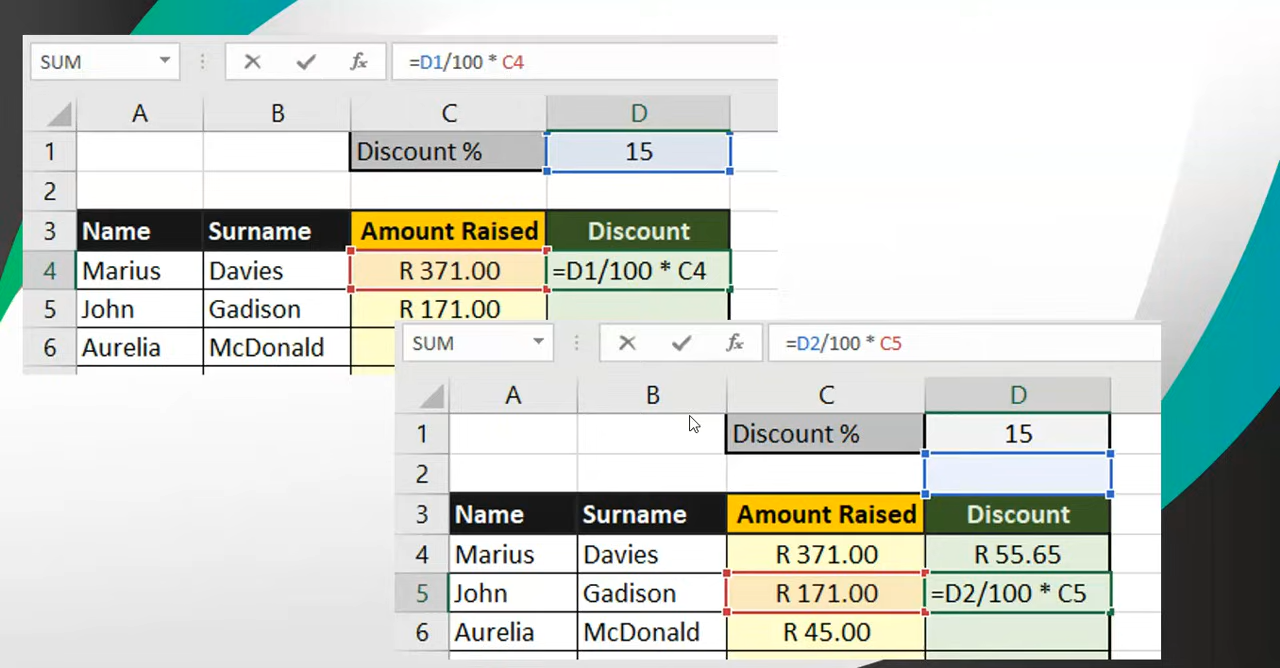 SUM =D1/100 * C4
A B C D
1 Discount % 15
2
3 Name Surname Amount Raised Discount
4 Marius Davies R 371.00 =D1/100 * C4
5 John Gadison R 171.00
6 Aurelia McDonald
SUM =D2/100 * C5
A B C D
1 Discount % 15
2
3 Name Surname Amount Raised Discount
4 Marius Davies R 371.00 R 55.65
5 John Gadison R 171.00 =D2/100 * C5
6 Aurelia McDonald R 45.00